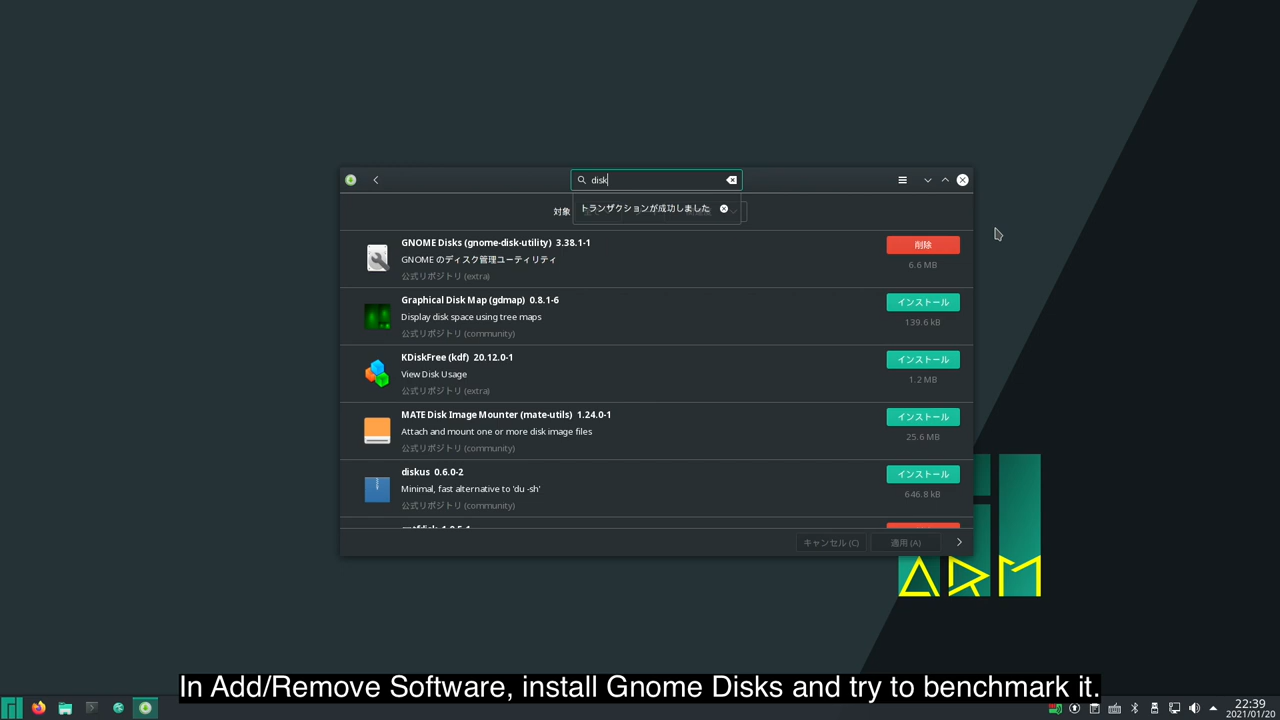 disk
対象
トランザクションが成功しました
GNOME Disks (gnome-disk-utility) 3.38.1-1
削除
GNOME のディスク管理ユーティリティ
6.6 MB
公式リポジトリ (extra)
Graphical Disk Map (gdmap) 0.8.1-6
インストール
Display disk space using tree maps
139.6 kB
公式リポジトリ (community)
KDiskFree (kdf) 20.12.0-1
インストール
View Disk Usage
1.2 MB
公式リポジトリ (extra)
MATE Disk Image Mounter (mate-utils) 1.24.0-1
インストール
Attach and mount one or more disk image files
25.6 MB
公式リポジトリ (community)
diskus 0.6.0-2
インストール
Minimal, fast alternative to 'du -sh'
646.8 kB
公式リポジトリ (community)
キャンセル (C)
適用 (A)
ARM
In Add/Remove Software, install Gnome Disks and try to benchmark it.
22:39
2021/01/20